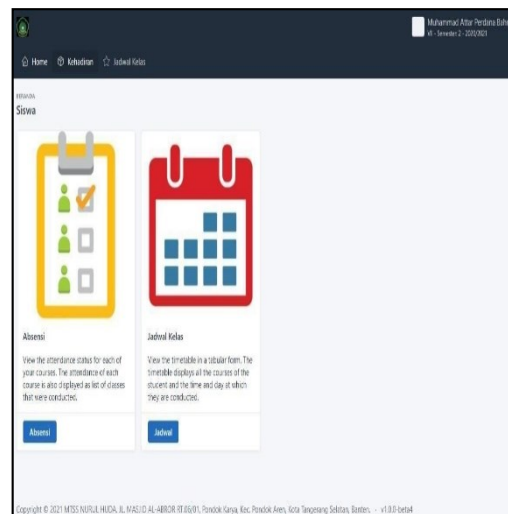 Muhammad Attar Perdana Bahri
VII - Semester 2 - 2020/2021
Home Kehadiran Jadwal Kelas
BERANDA
Siswa
Absensi
View the attendance status for each of
your courses. The attendance of each
course is also displayed as list of classes
that were conducted.
Absensi
Jadwal Kelas
View the timetable in a tabular form. The
timetable displays all the courses of the
student and the time and day at which
they are conducted.
Jadwal
Copyright © 2021 MTSS NURUL HUDA. JL. MASJID AL-ABROR RT.06/01, Pondok Karya, Kec. Pondok Aren, Kota Tangerang Selatan, Banten. - v1.0.0-beta4